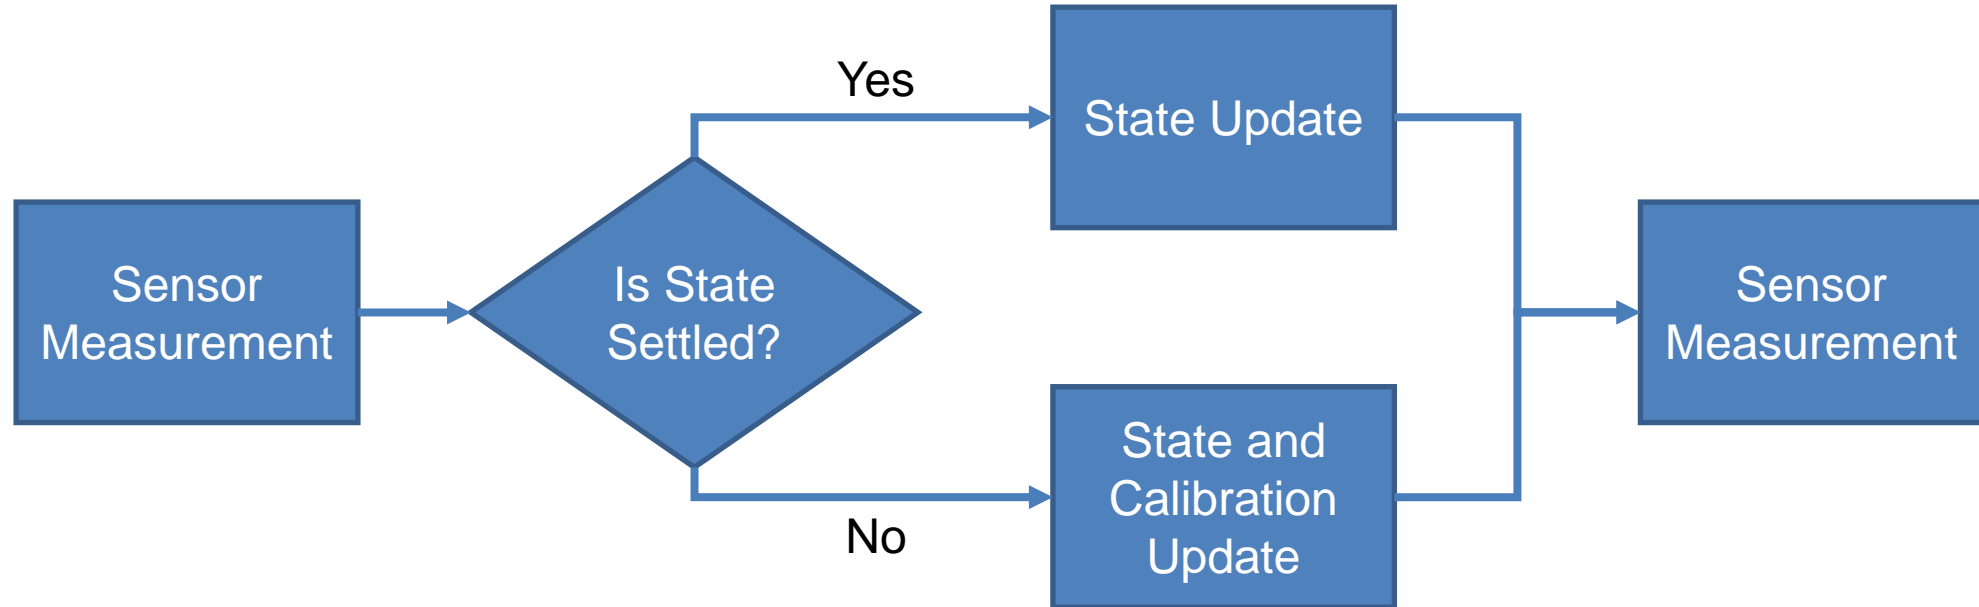 Sensor
Measurement
Is State
Settled?
Yes
State Update
No
State and
Calibration
Update
Sensor
Measurement